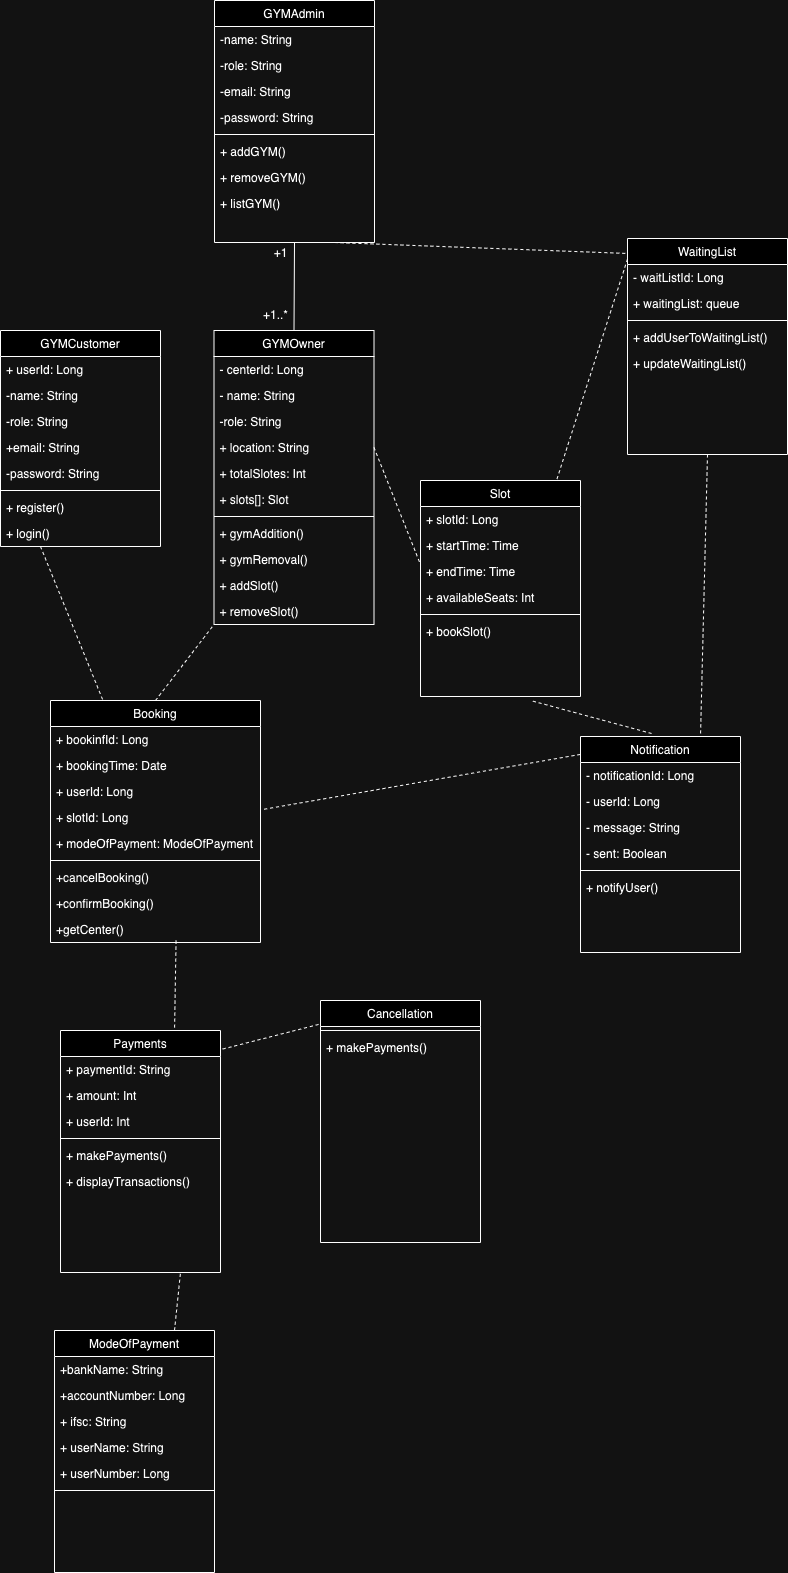 GYMAdmin
-name: String
-role: String
-email: String
-password: String
+ addGYM()
+ removeGYM()
+ listGYM()
+1
+1..*
WaitingList
- waitListId: Long
+ waitingList: queue
+ addUserToWaitingList()
+ updateWaitingList()
GYMCustomer
+ userId: Long
-name: String
-role: String
+email: String
-password: String
+ register()
+ login()
GYMOwner
- centerId: Long
- name: String
-role: String
+ location: String
+ totalSlotes: Int
+ slots[]: Slot
+ gymAddition()
+ gymRemoval()
+ addSlot()
+ removeSlot()
Slot
+ slotId: Long
+ startTime: Time
+ endTime: Time
+ availableSeats: Int
+ bookSlot()
Booking
+ bookinfId: Long
+ bookingTime: Date
+ userId: Long
+ slotId: Long
+ modeOfPayment: ModeOfPayment
+cancelBooking()
+confirmBooking()
+getCenter()
Notification
- notificationId: Long
- userId: Long
- message: String
- sent: Boolean
+ notifyUser()
Payments
+ paymentId: String
+ amount: Int
+ userId: Int
+ makePayments()
+ displayTransactions()
Cancellation
+ makePayments()
ModeOfPayment
+bankName: String
+accountNumber: Long
+ ifsc: String
+ userName: String
+ userNumber: Long